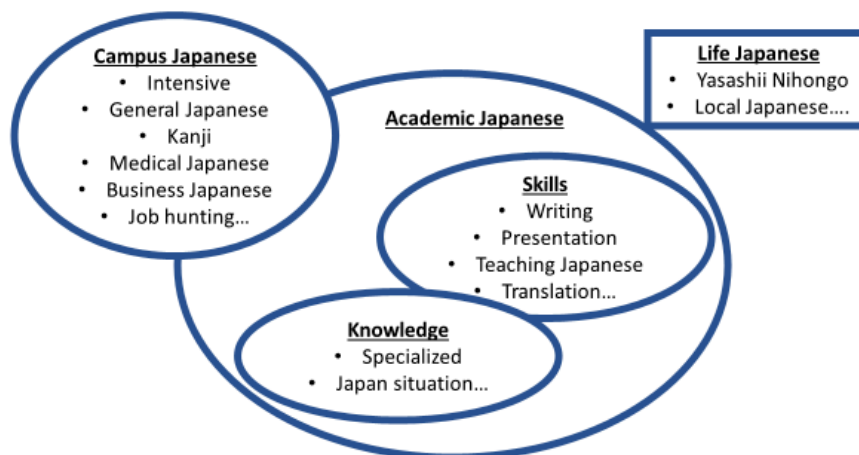 Campus Japanese
• Intensive
• General Japanese
• Kanji
• Medical Japanese
• Business Japanese
• Job hunting…
Academic Japanese
Life Japanese
• Yasashii Nihongo
• Local Japanese….
Skills
• Writing
• Presentation
• Teaching Japanese
• Translation…
Knowledge
• Specialized
• Japan situation…